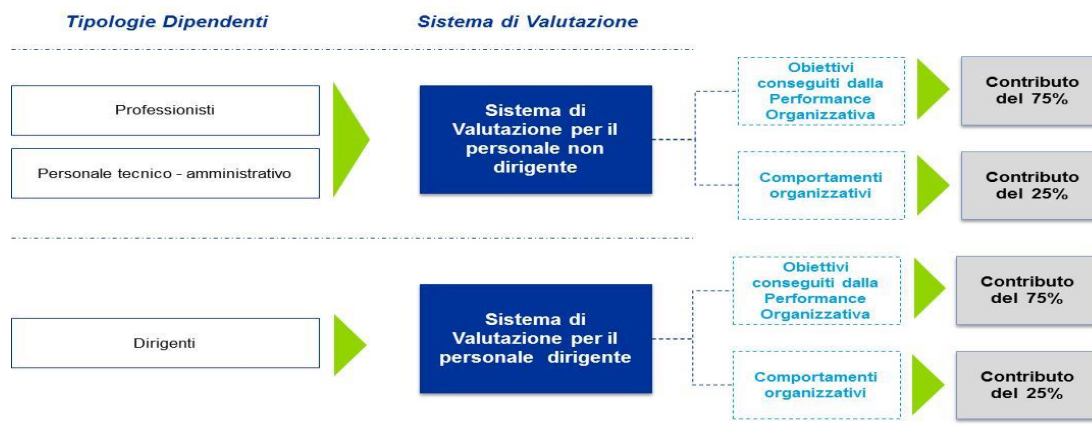 Tipologie Dipendenti
Sistema di Valutazione
Professionisti
Personale tecnico - amministrativo
Sistema di
Valutazione per il
personale non
dirigente
Obiettivi
conseguiti dalla
Performance
Organizzativa
Contributo
del 75%
Comportamenti
organizzativi
Contributo
del 25%
Dirigenti
Sistema di
Valutazione per il
personale dirigente
Obiettivi
conseguiti dalla
Performance
Organizzativa
Contributo
del 75%
Comportamenti
organizzativi
Contributo
del 25%